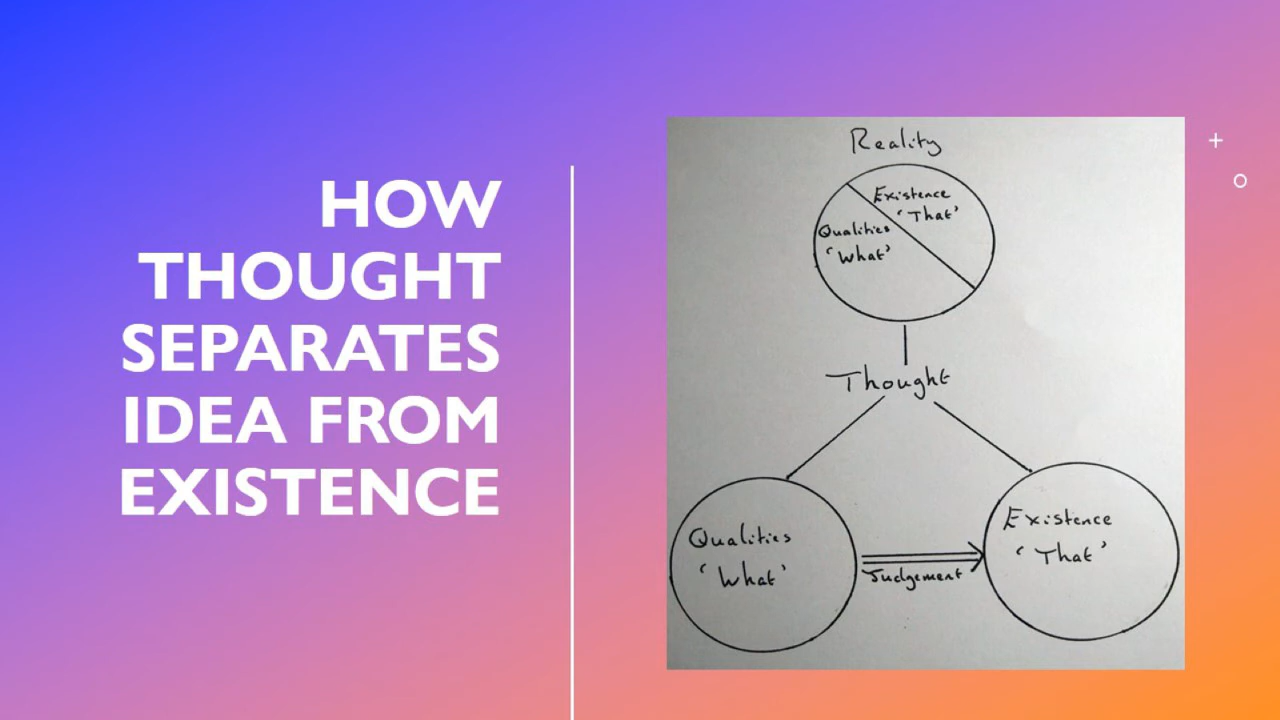 HOW
THOUGHT
SEPARATES
IDEA FROM
EXISTENCE
Reality
Existence
'That'
Qualities
'What'
Thought
Qualities
'What'
Judgement
Existence
'That'